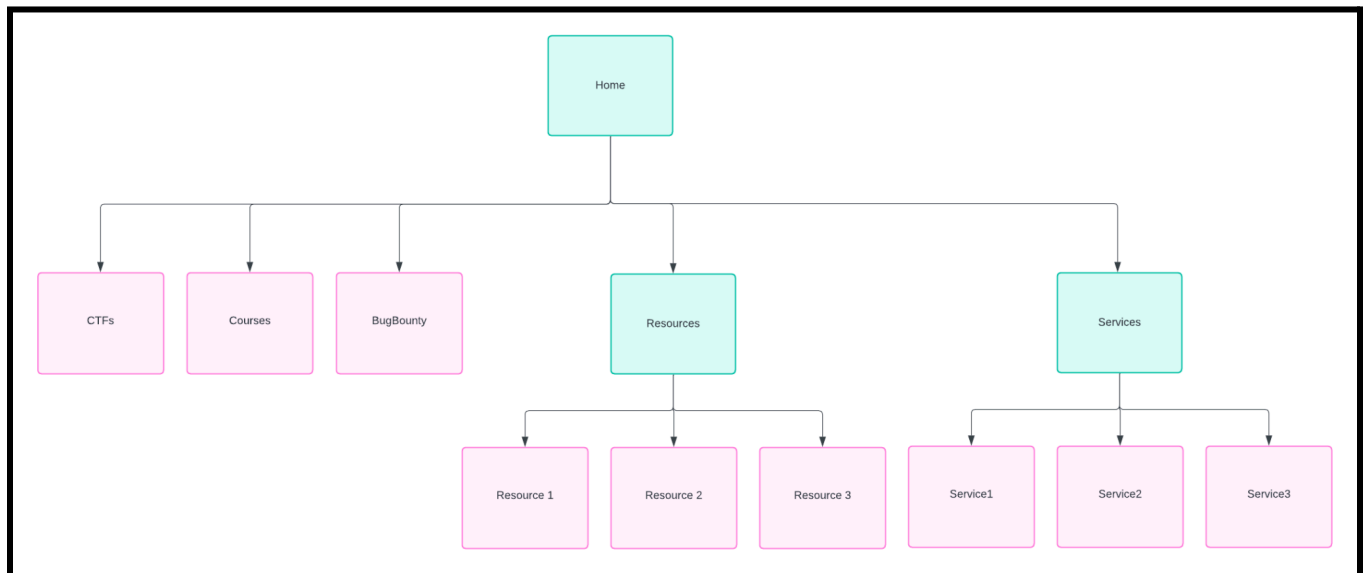 Home
CTFs
Courses
BugBounty
Resources
Services
Resource 1
Resource 2
Resource 3
Service1
Service2
Service3